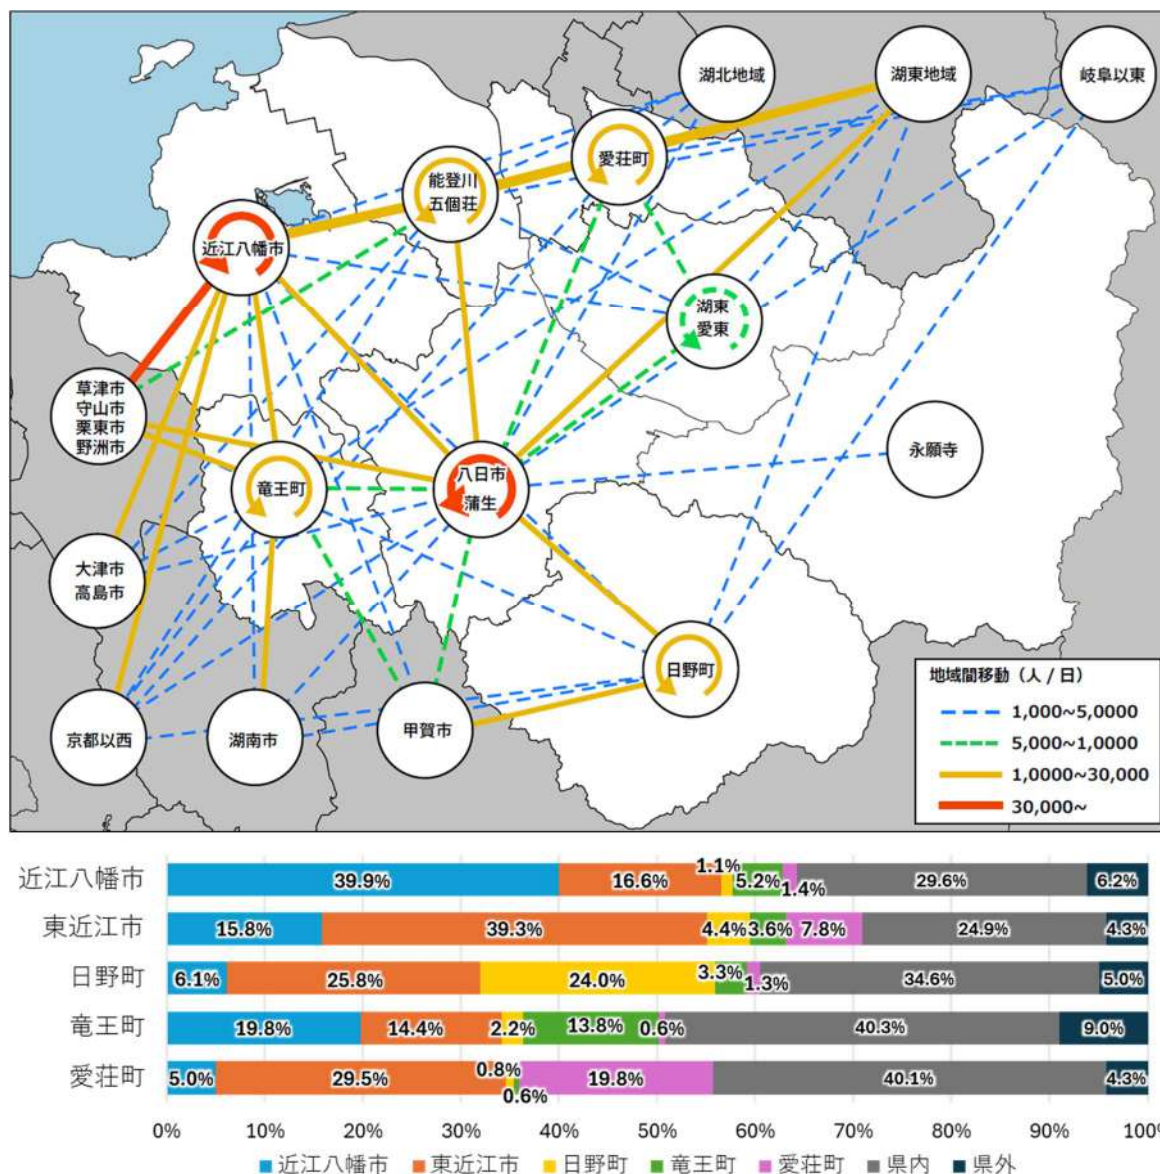 湖北地域
湖東地域
岐阜以東
愛荘町
能登川
五個荘
近江八幡市
湖東
愛東
草津市
守山市
栗東市
野洲市
竜王町
八日市
蒲生
永願寺
大津市
高島市
日野町
京都以西
湖南市
甲賀市
地域間移動（人 / 日）
1,000~5,0000
5,000~1,0000
1,0000~30,000
30,000~
近江八幡市 39.9% 16.6% 1.1% 5.2% 1.4% 29.6% 6.2%
東近江市 15.8% 39.3% 4.4% 3.6% 7.8% 24.9% 4.3%
日野町 6.1% 25.8% 24.0% 3.3% 1.3% 34.6% 5.0%
竜王町 19.8% 14.4% 2.2% 13.8% 0.6% 40.3% 9.0%
愛荘町 5.0% 29.5% 0.8% 0.6% 19.8% 40.1% 4.3%
0% 10% 20% 30% 40% 50% 60% 70% 80% 90% 100%
近江八幡市 東近江市 日野町 竜王町 愛荘町 県内 県外